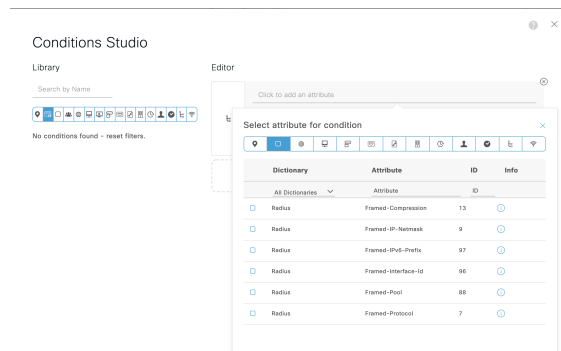 Conditions Studio
Library
Editor
Search by Name
Click to add an attribute
No conditions found - reset filters.
Select attribute for condition
Dictionary Attribute ID Info
All Dictionaries Attribute ID
Radius Framed-Compression 13
Radius Framed-IP-Netmask 9
Radius Framed-IPv6-Prefix 97
Radius Framed-Interface-Id 96
Radius Framed-Pool 88
Radius Framed-Protocol 7